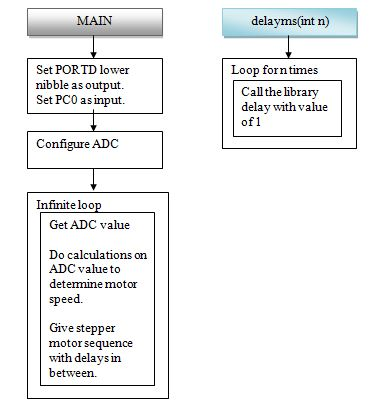 MAIN
Set PORTD lower
nibble as output.
Set PC0 as input.
Configure ADC
Infinite loop
Get ADC value
Do calculations on
ADC value to
determine motor
speed.
Give stepper
motor sequence
with delays in
between.
delayms(int n)
Loop for n times
Call the library
delay with value
of 1